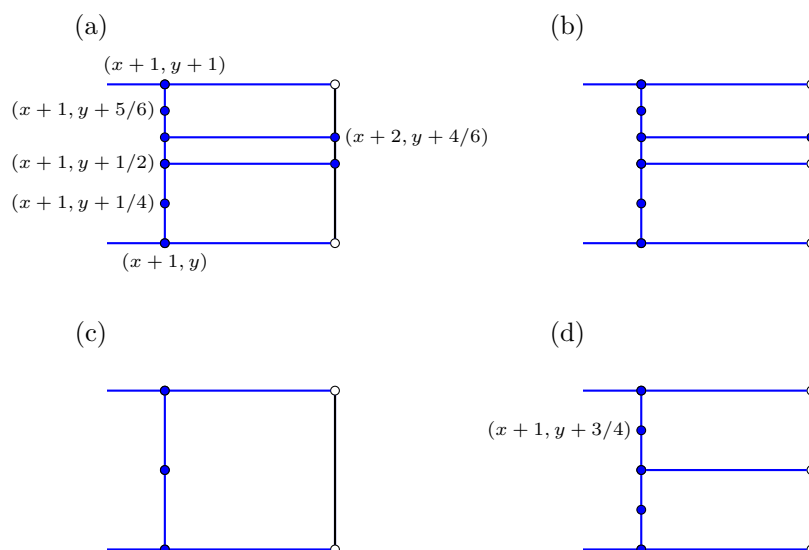 (a)
(b)
(x + 1, y + 1)
(x + 1, y + 5/6)
(x + 2, y + 4/6)
(x + 1, y + 1/2)
(x + 1, y + 1/4)
(x + 1, y)
(c)
(d)
(x + 1, y + 3/4)